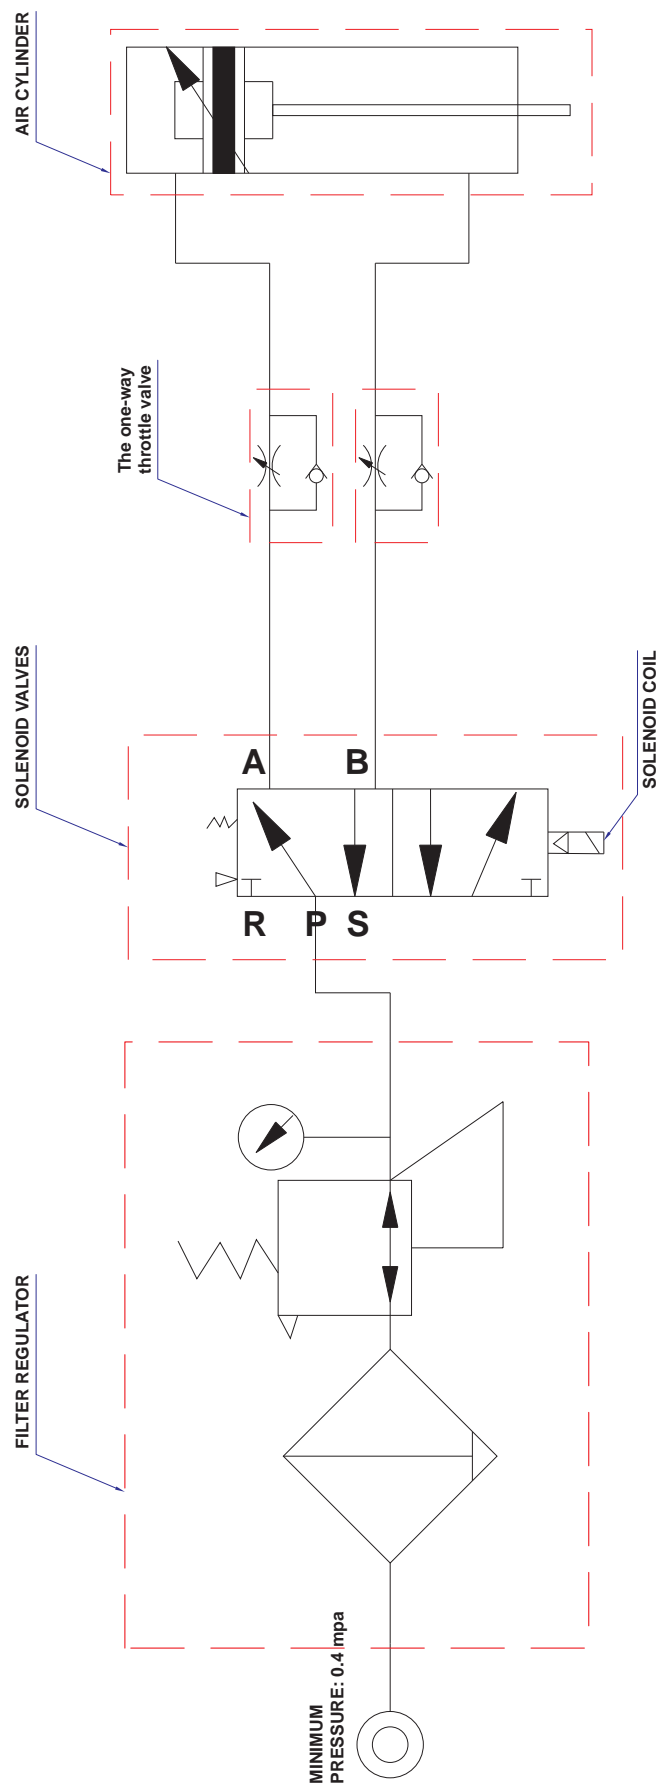 AIR CYLINDER
The one-way
throttle valve
SOLENOID VALVES
A
B
SOLENOID COIL
R
P
S
FILTER REGULATOR
MINIMUM
PRESSURE: 0.4 mpa